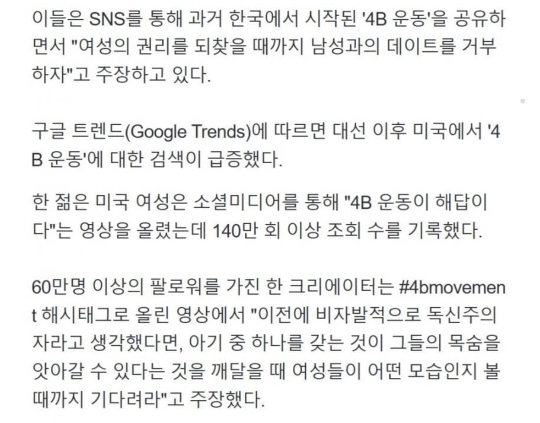 이들은 SNS를 통해 과거 한국에서 시작된 '4B 운동'을 공유하
면서 "여성의 권리를 되찾을 때까지 남성과의 데이트를 거부
하자"고 주장하고 있다.
구글 트렌드(Google Trends)에 따르면 대선 이후 미국에서 '4
B 운동'에 대한 검색이 급증했다.
한 젊은 미국 여성은 소셜미디어를 통해 "4B 운동이 해답이
다"는 영상을 올렸는데 140만 회 이상 조회 수를 기록했다.
60만명 이상의 팔로워를 가진 한 크리에이터는 #4bmovemen
t 해시태그로 올린 영상에서 "이전에 비자발적으로 독신주의
자라고 생각했다면, 아기 중 하나를 갖는 것이 그들의 목숨을
앗아갈 수 있다는 것을 깨달을 때 여성들이 어떤 모습인지 볼
때까지 기다려라"고 주장했다.